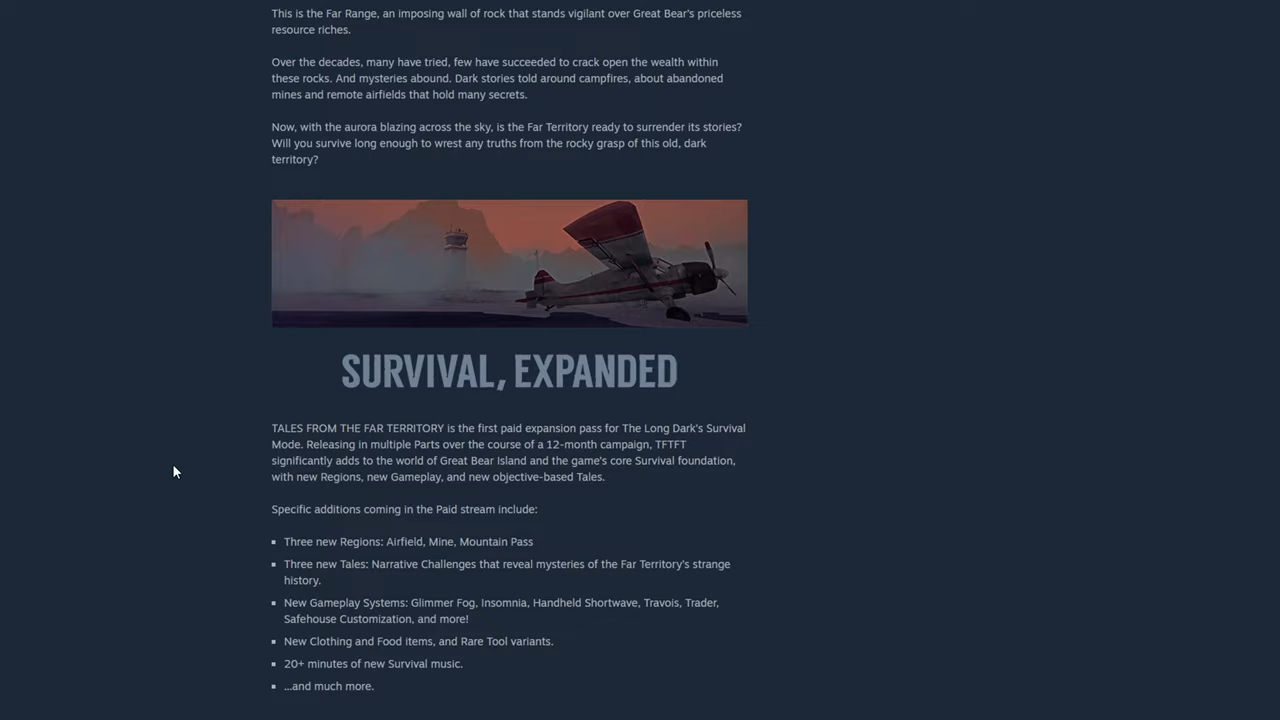 This is the Far Range, an imposing wall of rock that stands vigilant over Great Bear's priceless
resource riches.
Over the decades, many have tried, few have succeeded to crack open the wealth within
these rocks. And mysteries abound. Dark stories told around campfires, about abandoned
mines and remote airfields that hold many secrets.
Now, with the aurora blazing across the sky, is the Far Territory ready to surrender its stories?
Will you survive long enough to wrest any truths from the rocky grasp of this old, dark
territory?
SURVIVAL, EXPANDED
TALES FROM THE FAR TERRITORY is the first paid expansion pass for The Long Dark's Survival
Mode. Releasing in multiple Parts over the course of a 12-month campaign, TFTFT
significantly adds to the world of Great Bear Island and the game's core Survival foundation,
with new Regions, new Gameplay, and new objective-based Tales.
Specific additions coming in the Paid stream include:
Three new Regions: Airfield, Mine, Mountain Pass
Three new Tales: Narrative Challenges that reveal mysteries of the Far Territory's strange
history.
New Gameplay Systems: Glimmer Fog, Insomnia, Handheld Shortwave, Travois, Trader,
Safehouse Customization, and more!
New Clothing and Food items, and Rare Tool variants.
20+ minutes of new Survival music.
...and much more.